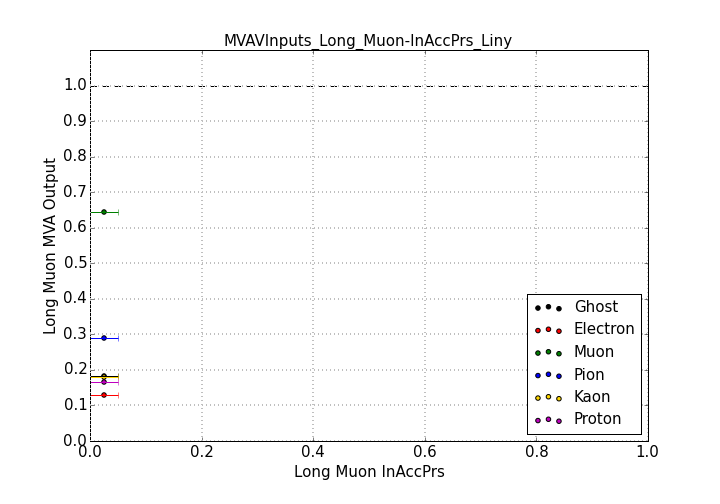 MVAVInputs_Long_Muon-InAccPrs_Liny
1.0
0.9
0.8
0.7
0.6
0.5
0.4
0.3
0.2
0.1
0.0
Long Muon MVA Output
Ghost
Electron
Muon
Pion
Kaon
Proton
0.0 0.2 0.4 0.6 0.8 1.0
Long Muon InAccPrs